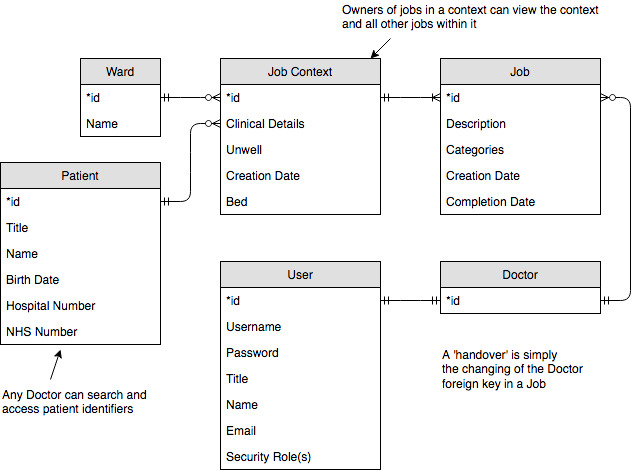 Owners of jobs in a context can view the context
and all other jobs within it
Ward
*id
Name
Job Context
*id
Clinical Details
Unwell
Creation Date
Bed
Job
*id
Description
Categories
Creation Date
Completion Date
Patient
*id
Title
Name
Birth Date
Hospital Number
NHS Number
User
*id
Username
Password
Title
Name
Email
Security Role(s)
Doctor
*id
A 'handover' is simply
the changing of the Doctor
foreign key in a Job
Any Doctor can search and
access patient identifiers